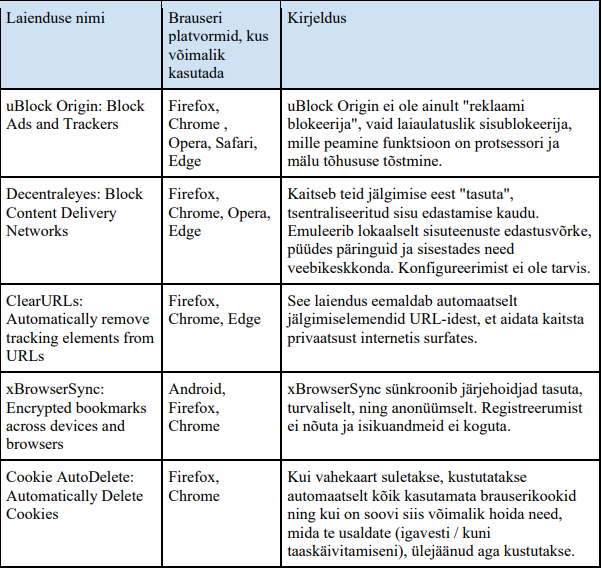 Laienduse nimi
Brauseri
platvormid, kus
võimalik
kasutada
Kirjeldus
uBlock Origin: Block
Ads and Trackers
Firefox,
Chrome ,
Opera, Safari,
Edge
uBlock Origin ei ole ainult "reklaami
blokeerija", vaid laiaulatuslik sisublokeerija,
mille peamine funktsioon on protsessori ja
mälu tõhususe tõstmine.
Decentraleyes: Block
Content Delivery
Networks
Firefox,
Chrome, Opera,
Edge
Kaitseb teid jälgimise eest "tasuta",
tsentraliseeritud sisu edastamise kaudu.
Emuleerib lokaalselt sisuteenuste edastusvõrke,
püüdes päringuid ja sisestades need
veebikeskkonda. Konfigureerimist ei ole tarvis.
ClearURLs:
Automatically remove
tracking elements from
URLs
Firefox,
Chrome, Edge
See laiendus eemaldab automaatselt
jälgimiselemendid URL-idest, et aidata kaitsta
privaatsust internetis surfates.
xBrowserSync:
Encrypted bookmarks
across devices and
browsers
Android,
Firefox,
Chrome
xBrowserSync sünkroonib järjehoidjad tasuta,
turvaliselt, ning anonüümselt. Registreerumist
ei nõuta ja isikuandmeid ei koguta.
Cookie AutoDelete:
Automatically Delete
Cookies
Firefox,
Chrome
Kui vahekaart suletakse, kustutatakse
automaatselt kõik kasutamata brauserikookid
ning kui on soovi siis võimalik hoida need,
mida te usaldate (igavesti / kuni
taaskäivitamiseni), ülejäänud aga kustutakse.